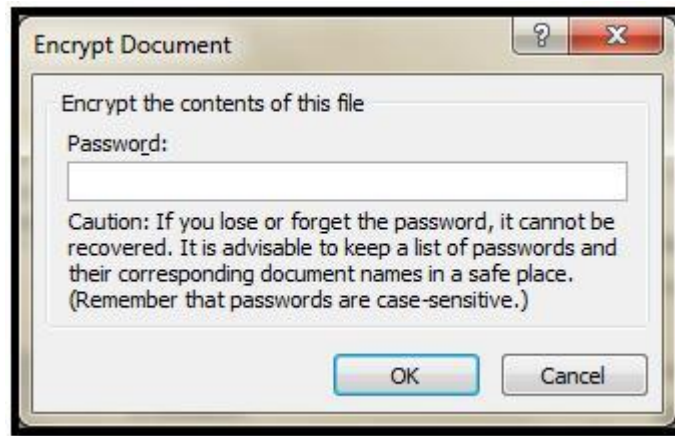 Encrypt Document
Encrypt the contents of this file
Password:
Caution: If you lose or forget the password, it cannot be
recovered. It is advisable to keep a list of passwords and
their corresponding document names in a safe place.
(Remember that passwords are case-sensitive.)
OK
Cancel